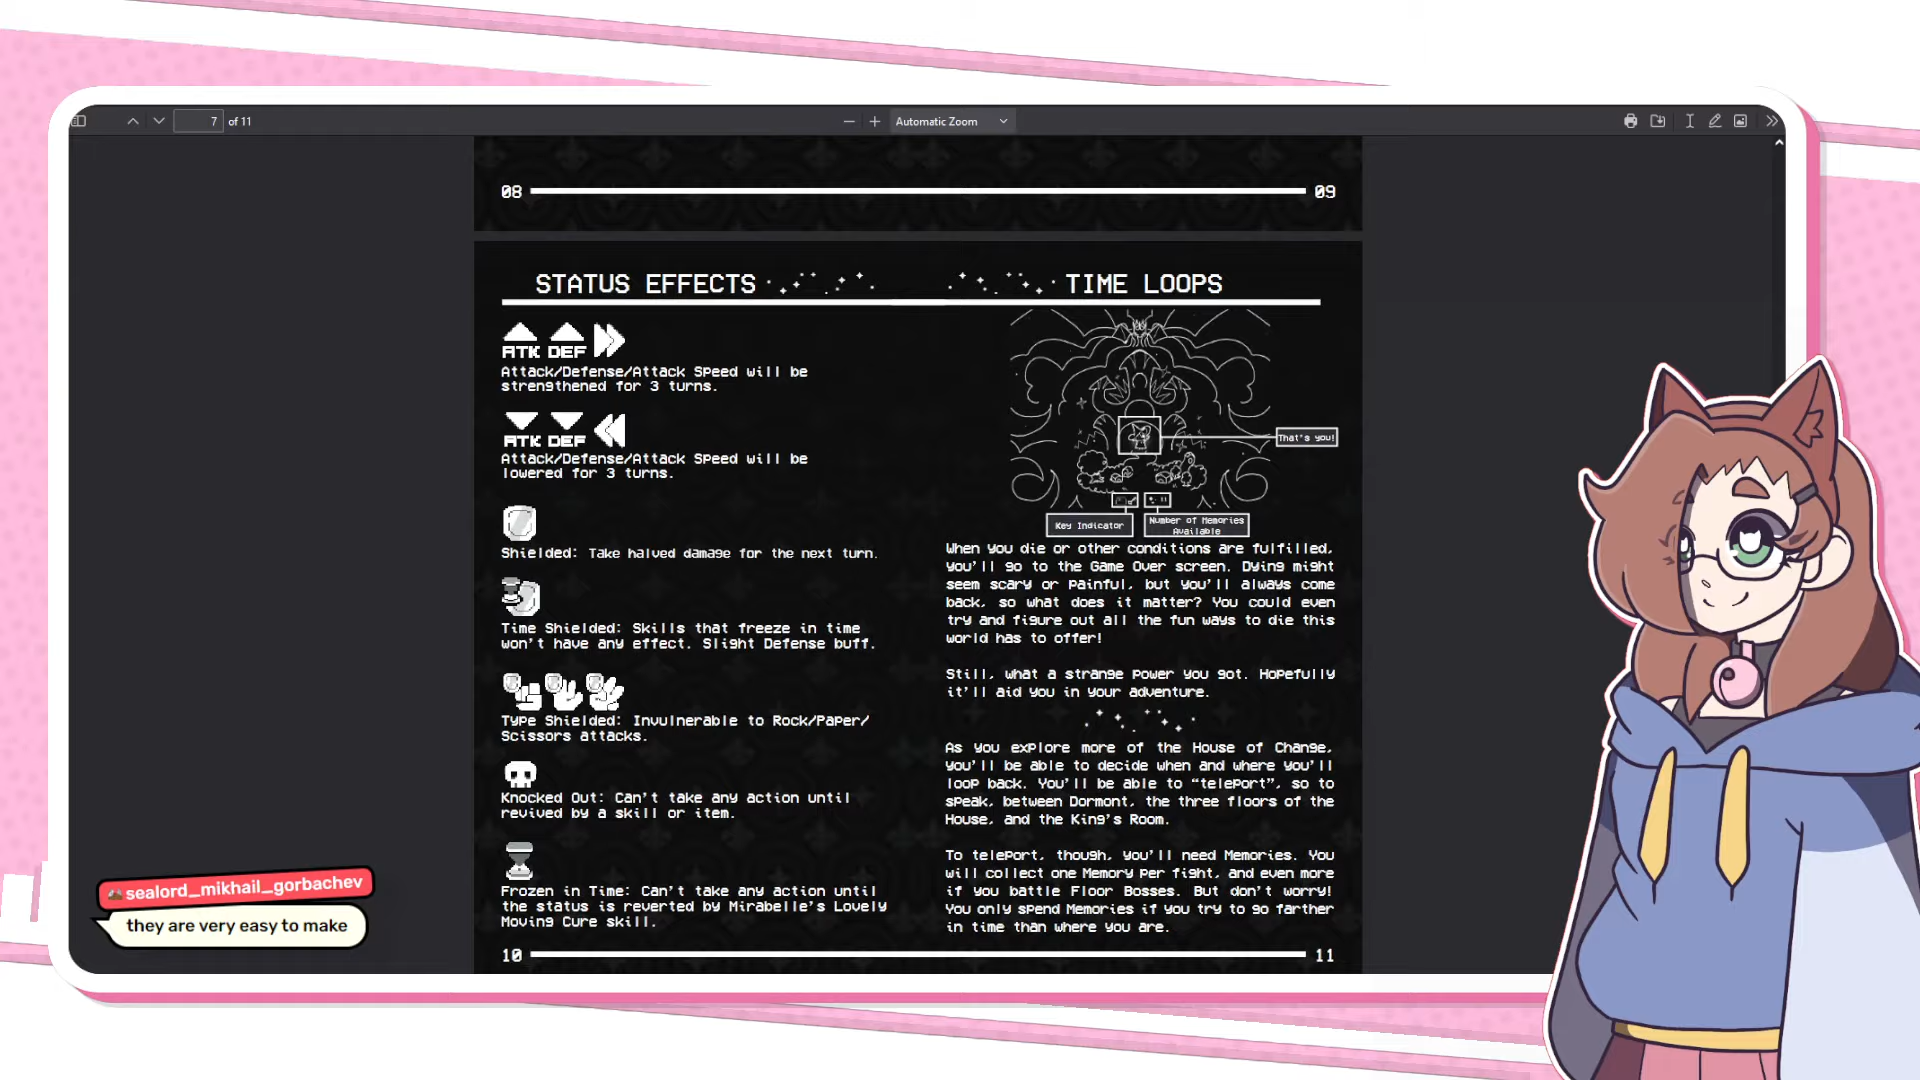 7 of 11
Automatic Zoom
08
09
STATUS EFFECTS
ATK DEF
Attack/Defense/Attack Speed will be
strengthened for 3 turns.
ATK DEF
Attack/Defense/Attack Speed will be
lowered for 3 turns.
Shielded: Take halved damage for the next turn.
Time Shielded: Skills that freeze in time
won't have any effect. Slight Defense buff.
Type Shielded: Invulnerable to Rock/Paper/
Scissors attacks.
Knocked Out: Can't take any action until
revived by a skill or item.
Frozen in Time: Can't take any action until
the status is reverted by Mirabelle's Lovely
Moving Cure skill.
10
TIME LOOPS
That's you!
Key Indicator
Number of Memories
Available
When you die or other conditions are fulfilled,
you'll go to the Game Over screen. Dying might
seem scary or painful, but you'll always come
back, so what does it matter? You could even
try and figure out all the fun ways to die this
world has to offer!
Still, what a strange power you got. Hopefully
it'll aid you in your adventure.
As you explore more of the House of Change,
you'll be able to decide when and where you'll
loop back. You'll be able to “teleport”, so to
speak, between Dormont, the three floors of the
House, and the King's Room.
To teleport, though, you'll need Memories. You
will collect one Memory per fight, and even more
if you battle Floor Bosses. But don't worry!
You only spend Memories if you try to go farther
in time than where you are.
11
sealord_mikhail_gorbachev
they are very easy to make